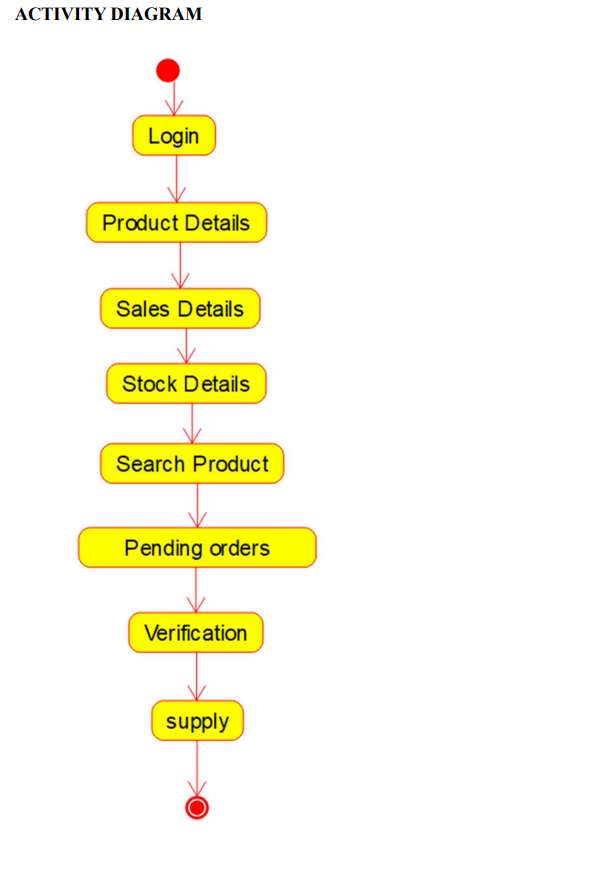 ACTIVITY DIAGRAM
Login
Product Details
Sales Details
Stock Details
Search Product
Pending orders
Verification
supply